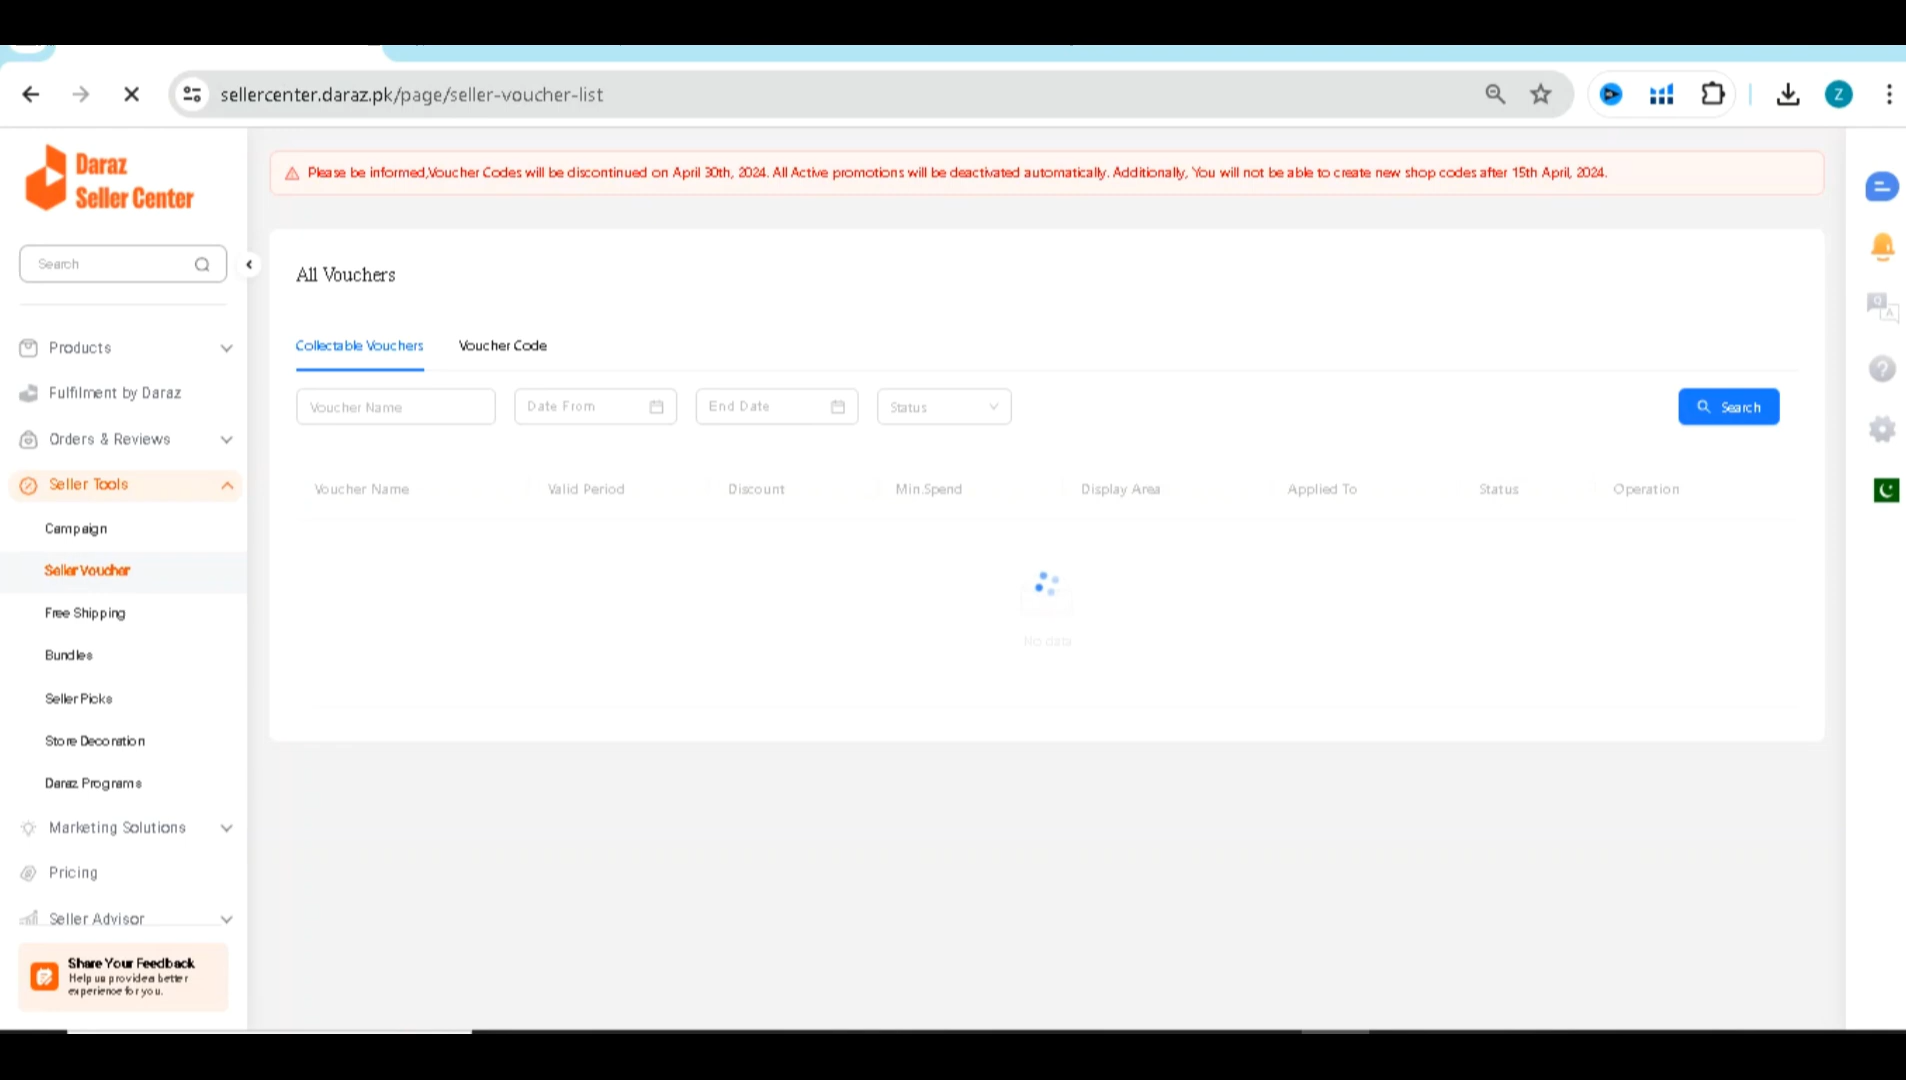 sellercenter.daraz.pk/page/seller-voucher-list
Z
Daraz
Seller Center
Please be informed,Voucher Codes will be discontinued on April 30th, 2024. All Active promotions will be deactivated automatically. Additionally, You will not be able to create new shop codes after 15th April, 2024.
Search
All Vouchers
Collectable Vouchers Voucher Code
Voucher Name Date From End Date Status Search
Voucher Name Valid Period Discount Min.Spend Display Area Applied To Status Operation
No data
Products
Fulfilment by Daraz
Orders & Reviews
Seller Tools
Campaign
Seller Voucher
Free Shipping
Bundles
Seller Picks
Store Decoration
Daraz Programs
Marketing Solutions
Pricing
Seller Advisor
Share Your Feedback
Help us provide a better
experience for you.
Q
A
?